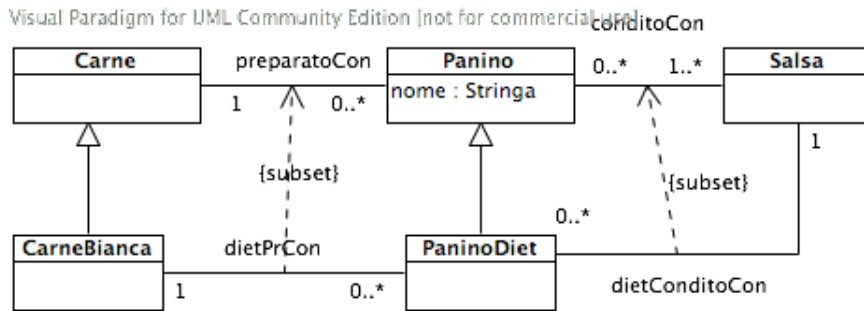 Visual Paradigm for UML Community Edition [not for commercial use]
conditoCon
Carne
preparatoCon
Panino
Salsa
0..*
1..*
nome : Stringa
1
0..*
1
{subset}
{subset}
0..*
CarneBianca
dietPrCon
PaninoDiet
1
0..*
dietConditoCon